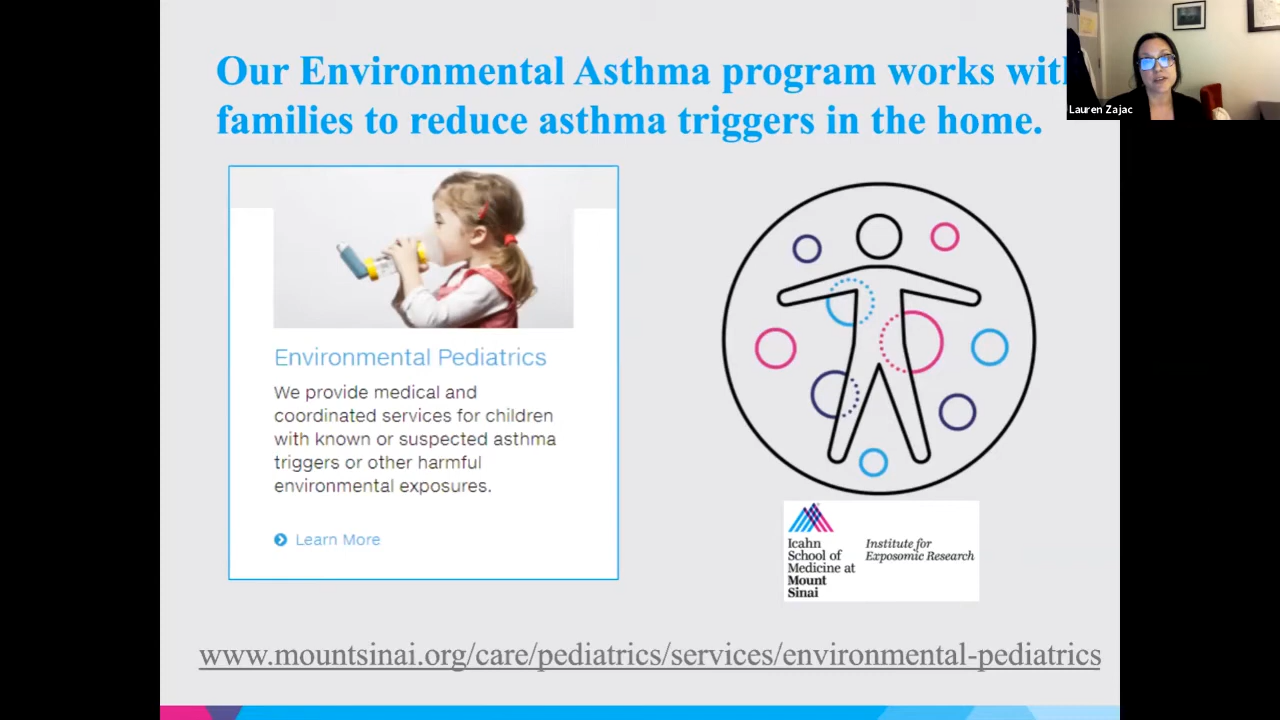 Our Environmental Asthma program works wit
families to reduce asthma triggers in the home.
Lauren Zajac
Environmental Pediatrics
We provide medical and
coordinated services for children
with known or suspected asthma
triggers or other harmful
environmental exposures.
Learn More
Icahn
School of
Medicine at
Mount
Sinai
Institute for
Exposomic Research
www.mountsinai.org/care/pediatrics/services/environmental-pediatrics